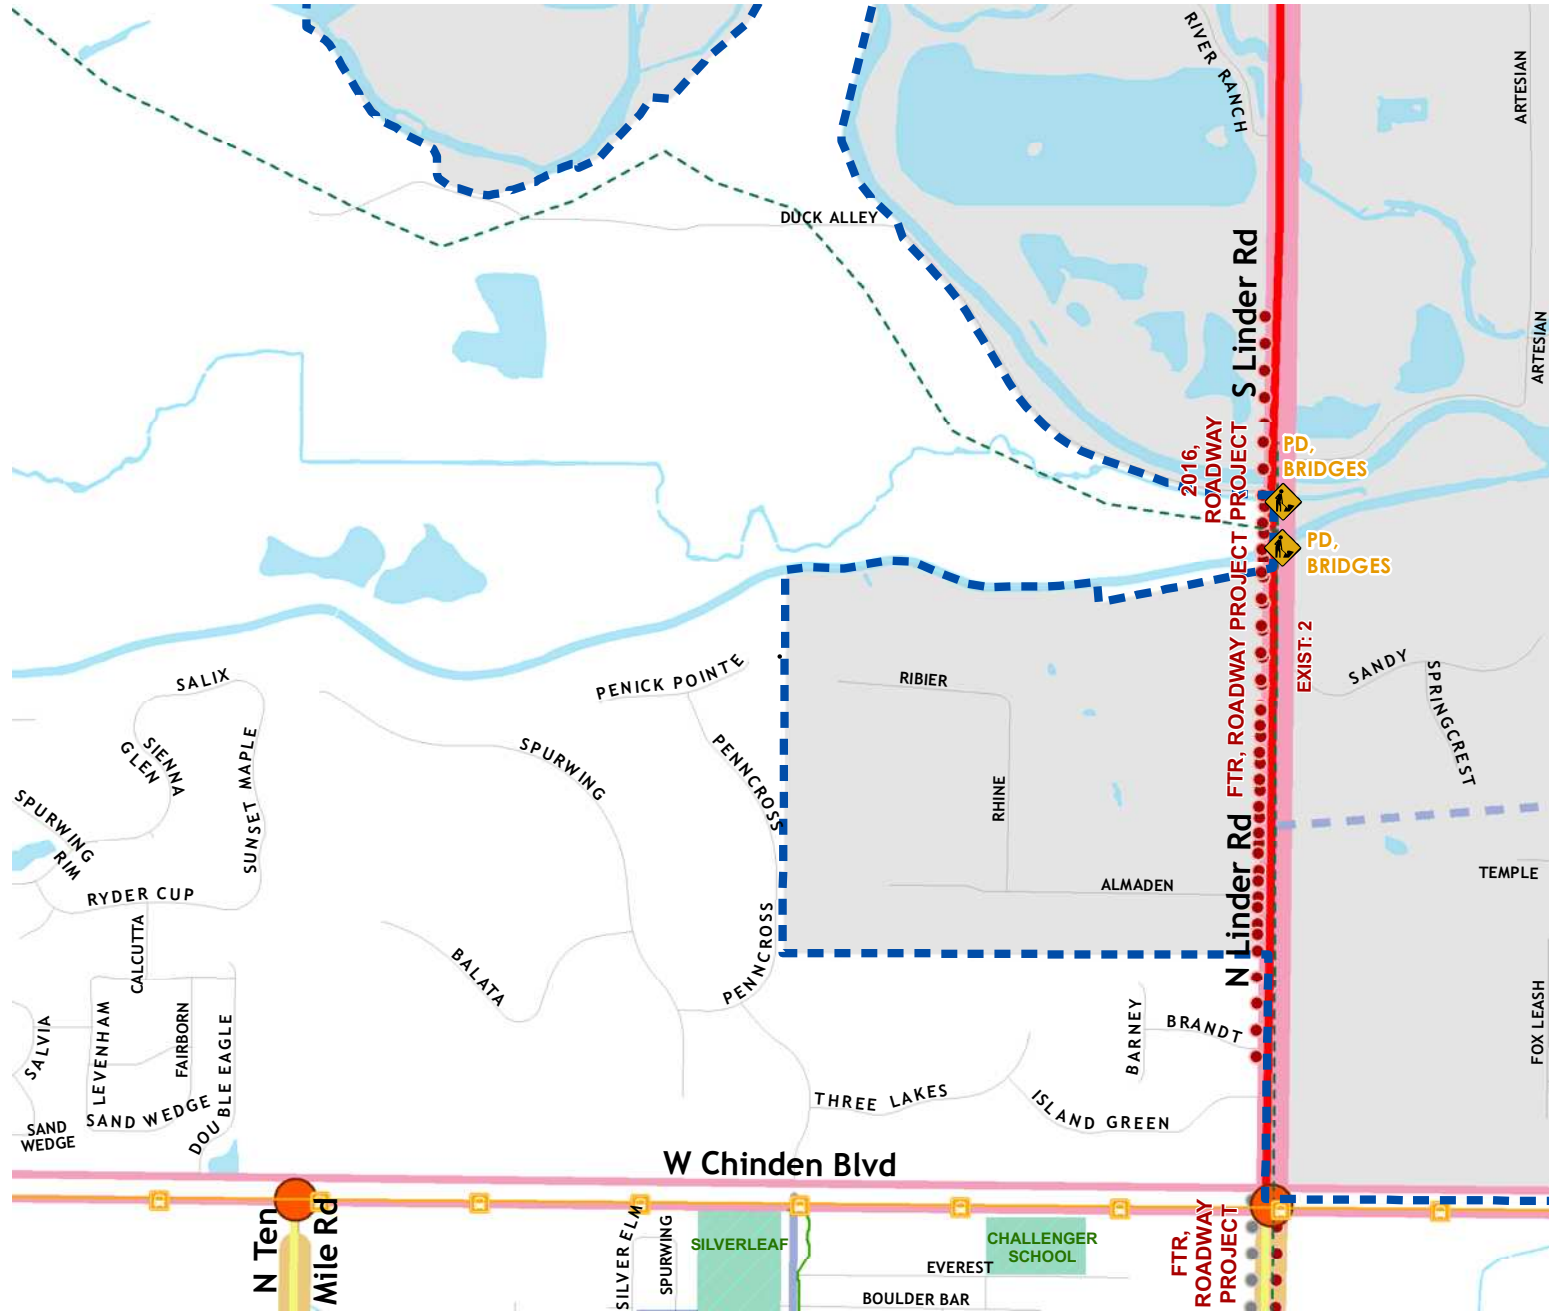 RIVER RANCH
ARTESIAN
DUCK ALLEY
S Linder Rd
ARTESIAN
2016,
ROADWAY
PROJECT
PD,
BRIDGES
PD,
BRIDGES
FTR, ROADWAY PROJECT
EXIST: 2
SALIX
PENICK POINTE
RIBIER
SANDY
SPRINGCREST
SIENNA
GLEN
SUNSET MAPLE
SPURWING
PENNCROSS
RHINE
SPURWING
RIM
N Linder Rd
TEMPLE
RYDER CUP
ALMADEN
CALCUTTA
BALATA
PENNCROSS
FOX LEASH
SALVIA
LEVENHAM
FAIRBORN
DOUBLE EAGLE
BARNEY
BRANDT
SAND WEDGE
SAND
WEDGE
THREE LAKES
ISLAND GREEN
W Chinden Blvd
N Ten
Mile Rd
SILVER ELM
SPURWING
SILVERLEAF
CHALLENGER
SCHOOL
EVEREST
BOULDER BAR
FTR,
ROADWAY
PROJECT